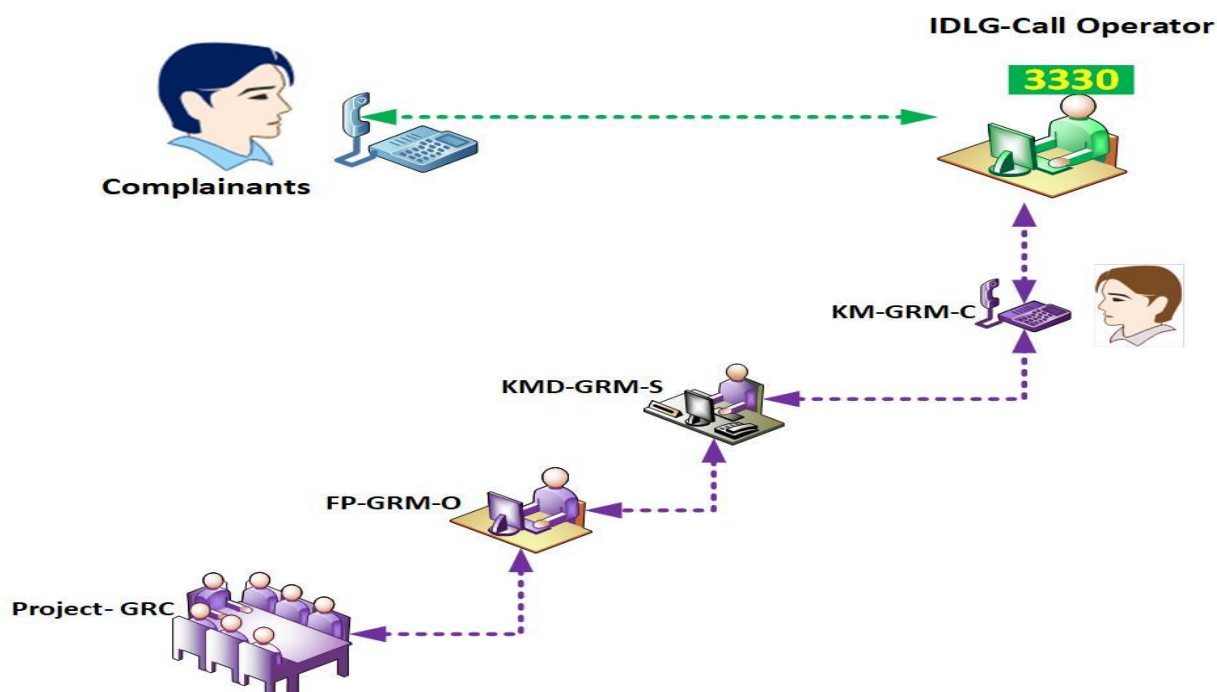 IDLG-Call Operator
3330
Complainants
KM-GRM-C
KMD-GRM-S
FP-GRM-O
Project- GRC